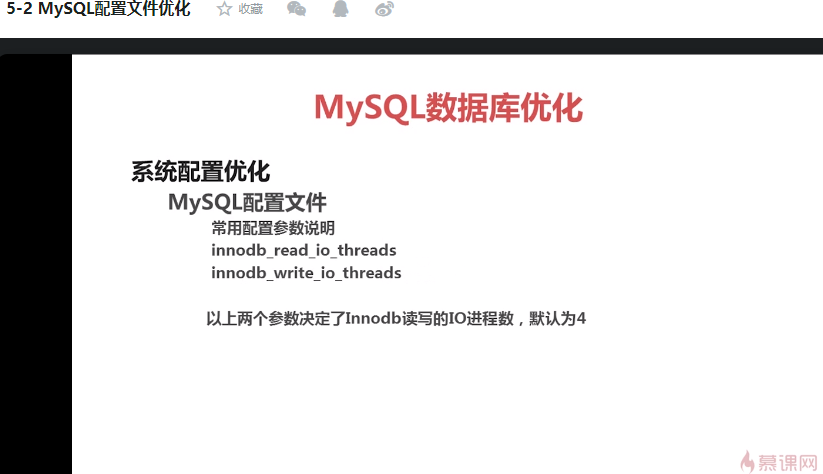 5-2 MySQL配置文件优化 收藏
MySQL数据库优化
系统配置优化
MySQL配置文件
常用配置参数说明
innodb_read_io_threads
innodb_write_io_threads
以上两个参数决定了Innodb读写的IO进程数，默认为4
慕课网